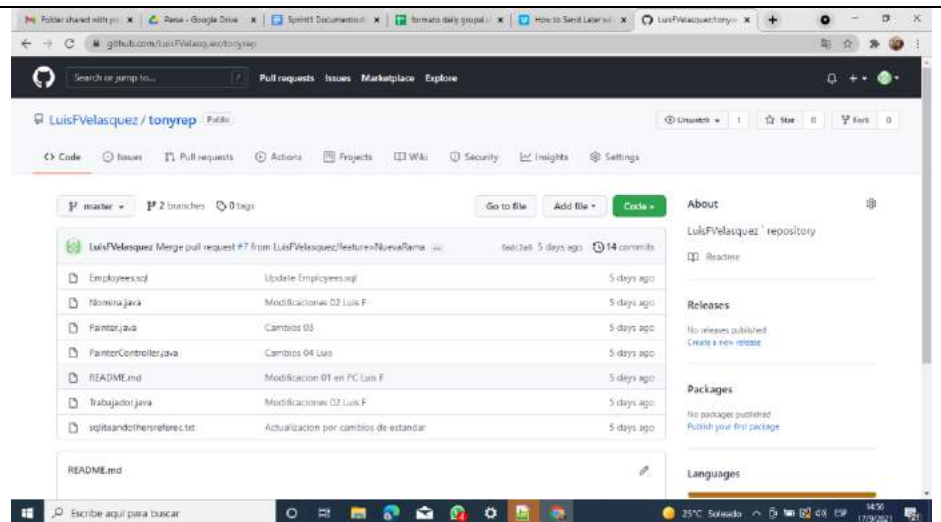 Folder shared with yo
Rama - Google Drive
Sprint1 Documento
formato daily grupal
How to Send Later
LuisFVelasquez/tony
github.com/LuisFVelasquez/tonyrep
Search or jump to...
Pull requests Issues Marketplace Explore
LuisFVelasquez / tonyrep Public
Unwatch 1 Star 0 Fork 0
Code Issues Pull requests Actions Projects Wiki Security Insights Settings
master 2 branches 0 tags Go to file Add file Code
LuisFVelasquez Merge pull request #7 from LuisFVelasquez/feature=NuevaRama ... 5 days ago 14 commits
Employees.sql Update Employees.sql 5 days ago
Nomina.java Modificaciones 02 Luis F 5 days ago
Painter.java Cambios 03 5 days ago
PainterController.java Cambios 04 Luis 5 days ago
README.md Modificacion 01 en PC Luis F 5 days ago
Trabajador.java Modificaciones 02 Luis F 5 days ago
sqlitsandothersreferec.txt Actualizacion por cambios de estandar 5 days ago
README.md
About
LuisFVelasquez ` repository
Readme
Releases
No releases published
Create a new release
Packages
No packages published
Publish your first package
Languages
Escribe aquí para buscar
25°C Soleado ESP 14:56
17/9/2021